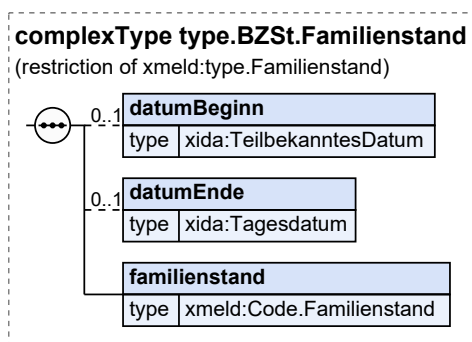 complexType type.BZSt.Familienstand
(restriction of xmeld:type.Familienstand)
0..1 datumBeginn
type xida:TeilbekanntesDatum
0..1 datumEnde
type xida:Tagesdatum
familienstand
type xmeld:Code.Familienstand